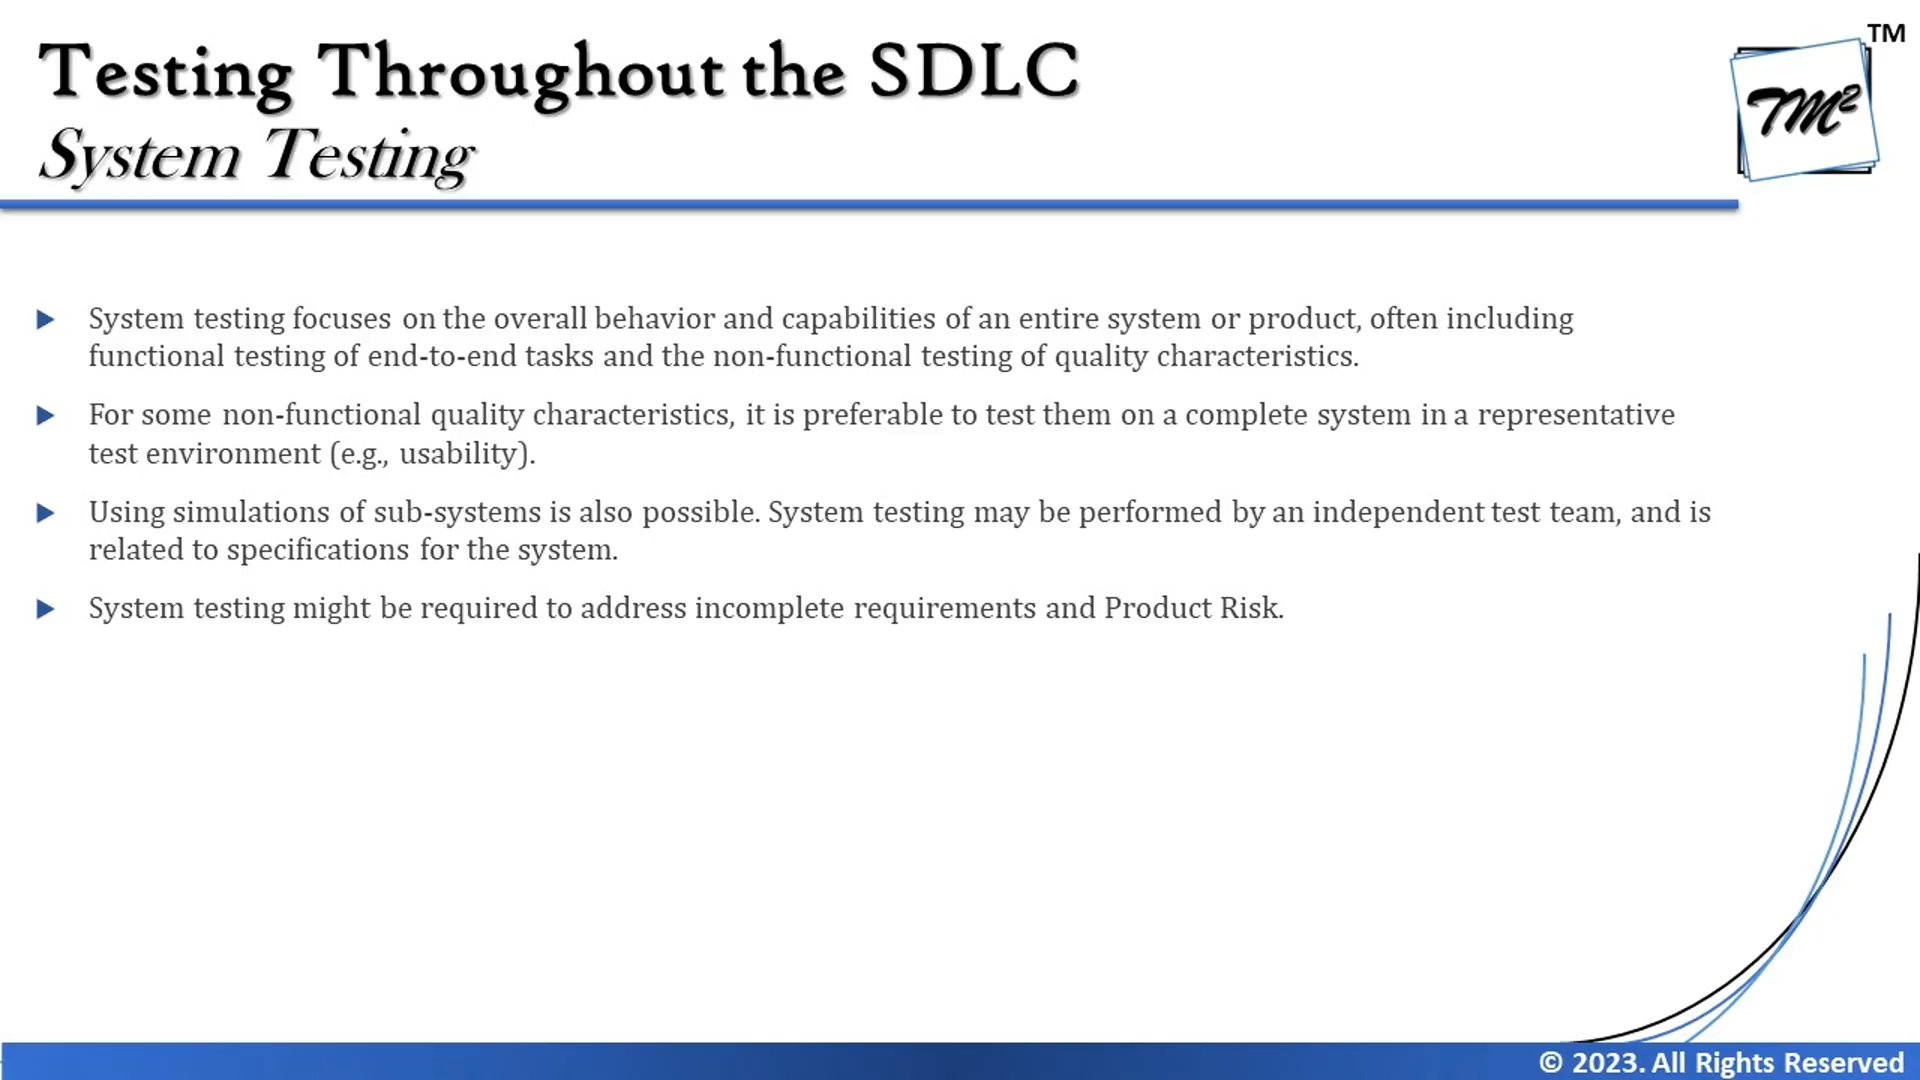 Testing Throughout the SDLC
System Testing
TM
TM²
System testing focuses on the overall behavior and capabilities of an entire system or product, often including
functional testing of end-to-end tasks and the non-functional testing of quality characteristics.
For some non-functional quality characteristics, it is preferable to test them on a complete system in a representative
test environment (e.g., usability).
Using simulations of sub-systems is also possible. System testing may be performed by an independent test team, and is
related to specifications for the system.
System testing might be required to address incomplete requirements and Product Risk.
© 2023. All Rights Reserved